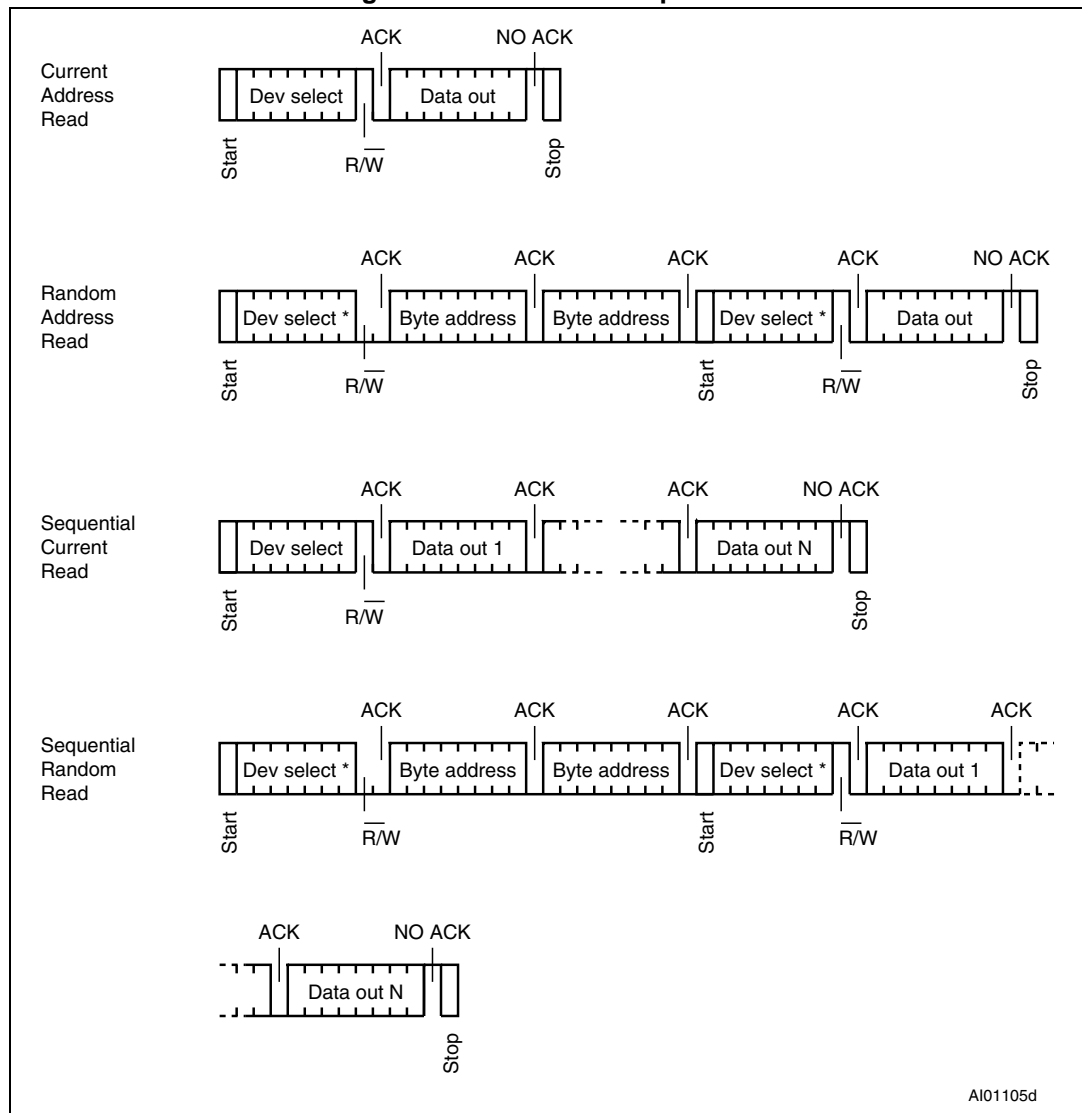 ACK NO ACK
Current
Address
Read
Dev select Data out
Start R/W̅ Stop
ACK ACK ACK ACK NO ACK
Random
Address
Read
Dev select * Byte address Byte address Dev select * Data out
Start R/W̅ Start R/W̅ Stop
ACK ACK ACK NO ACK
Sequential
Current
Read
Dev select Data out 1 Data out N
Start R/W̅ Stop
ACK ACK ACK ACK ACK
Sequential
Random
Read
Dev select * Byte address Byte address Dev select * Data out 1
Start R̅/W Start R̅/W
ACK NO ACK
Data out N
Stop
AI01105d